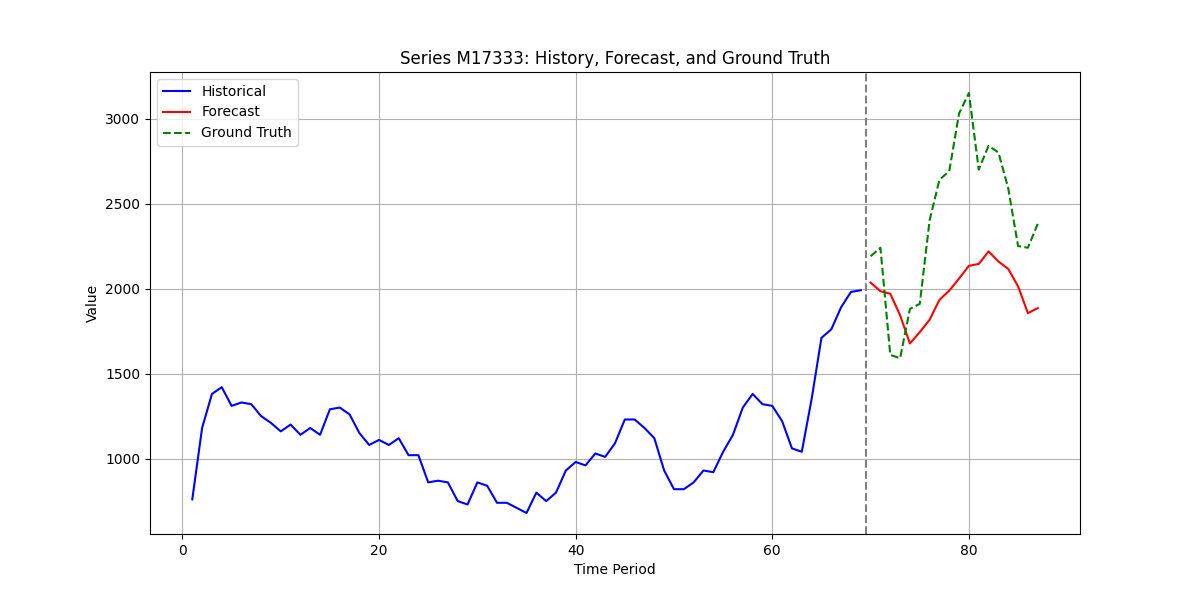 Series M17333: History, Forecast, and Ground Truth
Historical
Forecast
Ground Truth
3000
2500
2000
1500
1000
Value
0 20 40 60 80
Time Period